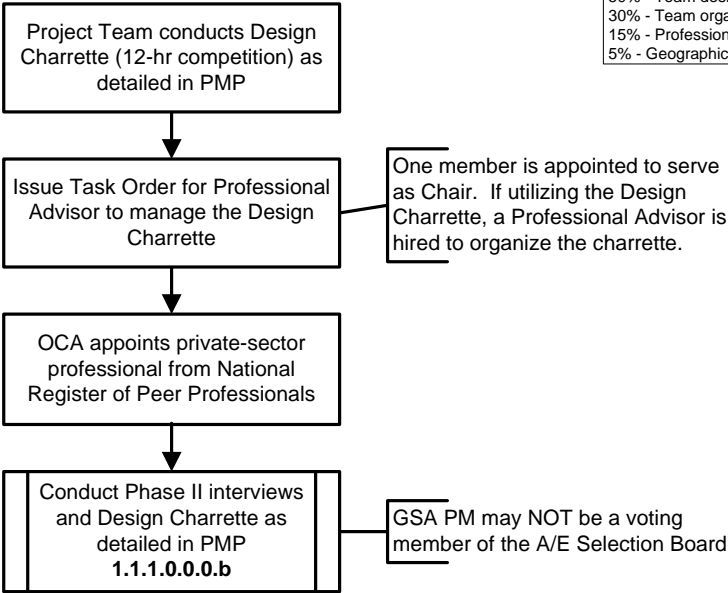 30% - Team orga
15% - Profession
5% - Geographic
Project Team conducts Design
Charrette (12-hr competition) as
detailed in PMP
Issue Task Order for Professional
Advisor to manage the Design
Charrette
One member is appointed to serve
as Chair.  If utilizing the Design
Charrette, a Professional Advisor is
hired to organize the charrette.
OCA appoints private-sector
professional from National
Register of Peer Professionals
Conduct Phase II interviews
and Design Charrette as
detailed in PMP
1.1.1.0.0.0.b
GSA PM may NOT be a voting
member of the A/E Selection Board